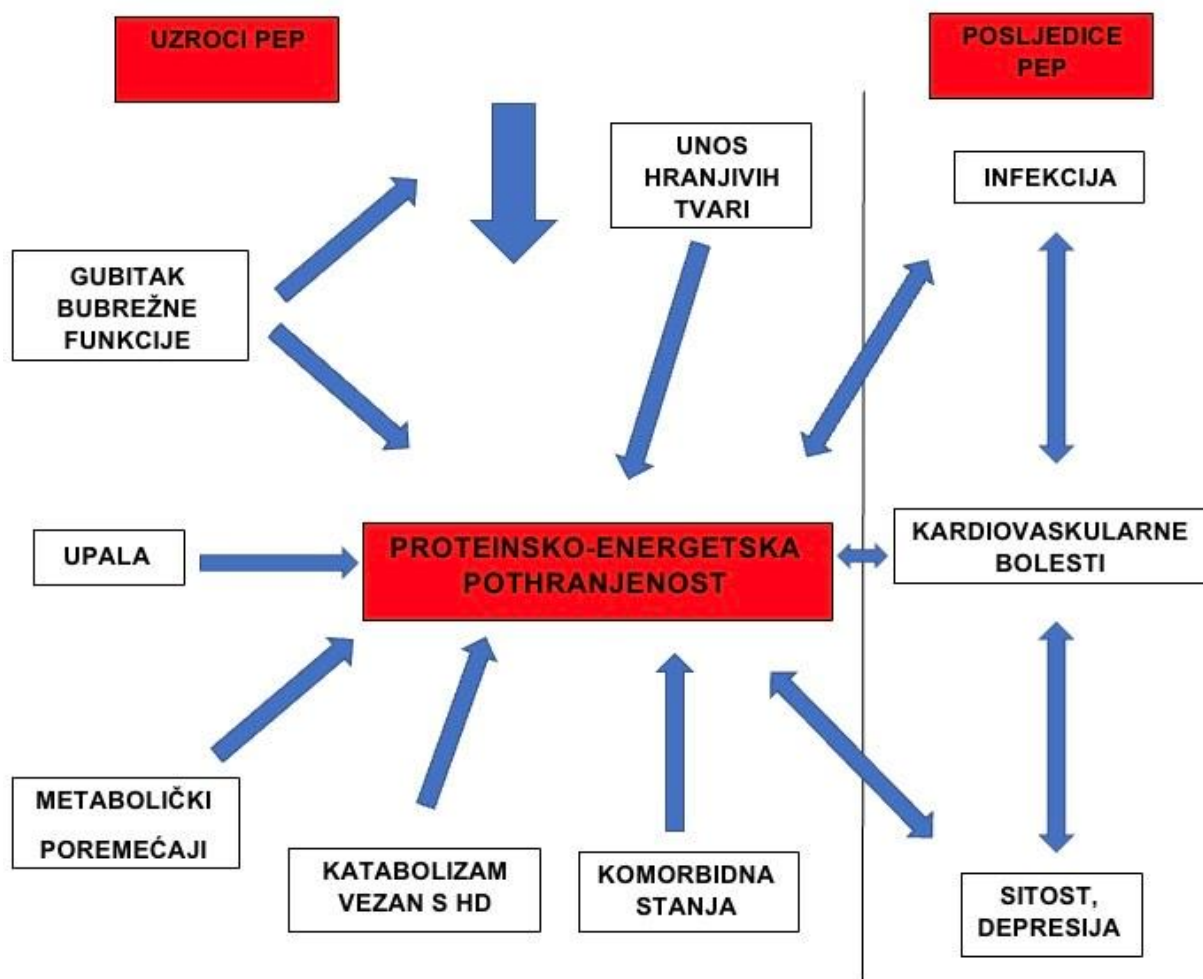 UZROCI PEP
POSLJEDICE
PEP
UNOS
HRANJIVIH
TVARI
INFEKCIJA
GUBITAK
BUBREŽNE
FUNKCIJE
UPALA
PROTEINSKO-ENERGETSKA
POTHRANJENOST
KARDIOVASKULARNE
BOLESTI
METABOLIČKI
POREMEĆAJI
KATABOLIZAM
VEZAN S HD
KOMORBIDNA
STANJA
SITOST,
DEPRESIJA